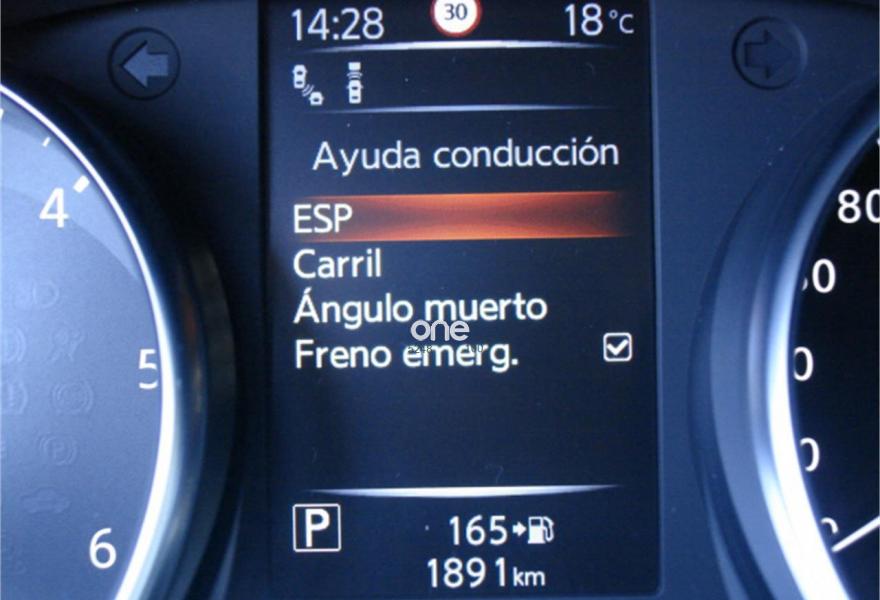 14:28 30 18°C
Ayuda conducción
ESP
Carril
Ángulo muerto
one
Freno emerg.
P 165
1891 km
4
5
6
80